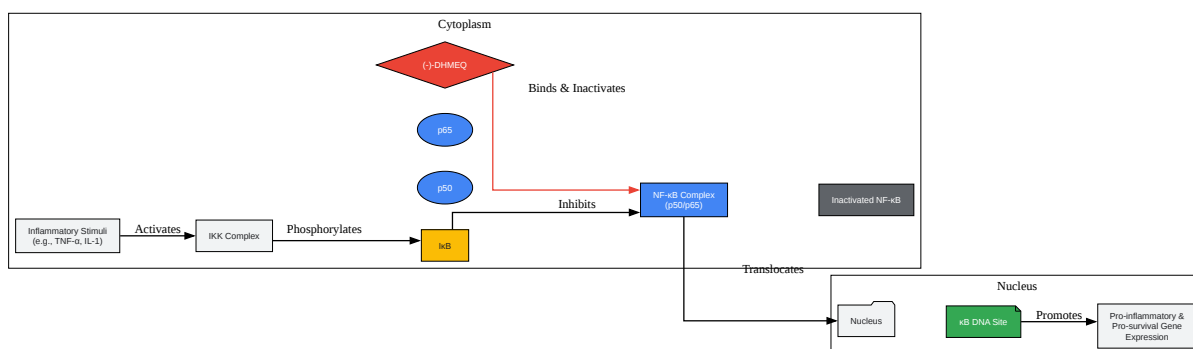 Cytoplasm
(-)-DHMEQ
Binds & Inactivates
p65
p50
NF-κB Complex
(p50/p65)
Inactivated NF-κB
Inhibits
Inflammatory Stimuli
(e.g., TNF-α, IL-1)
Activates
IKK Complex
Phosphorylates
IκB
Translocates
Nucleus
Nucleus
κB DNA Site
Promotes
Pro-inflammatory &
Pro-survival Gene
Expression